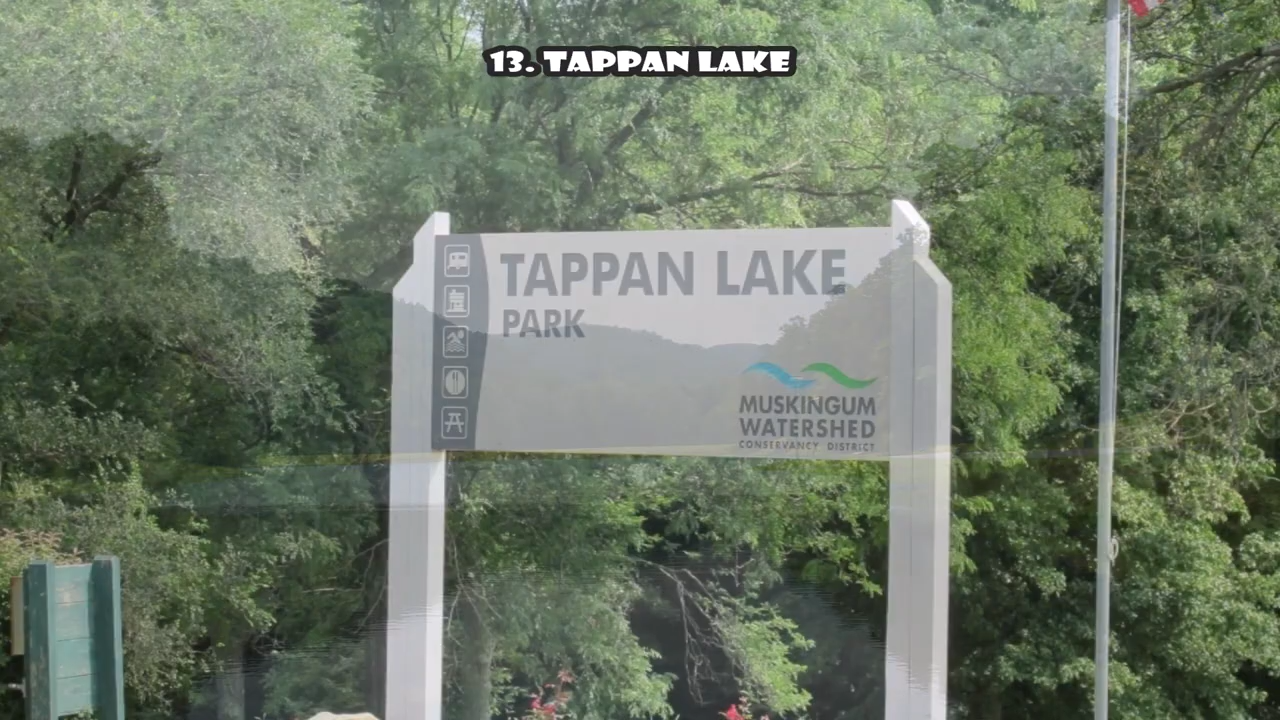 13. TAPPAN LAKE
TAPPAN LAKE
PARK
MUSKINGUM
WATERSHED
CONSERVANCY DISTRICT